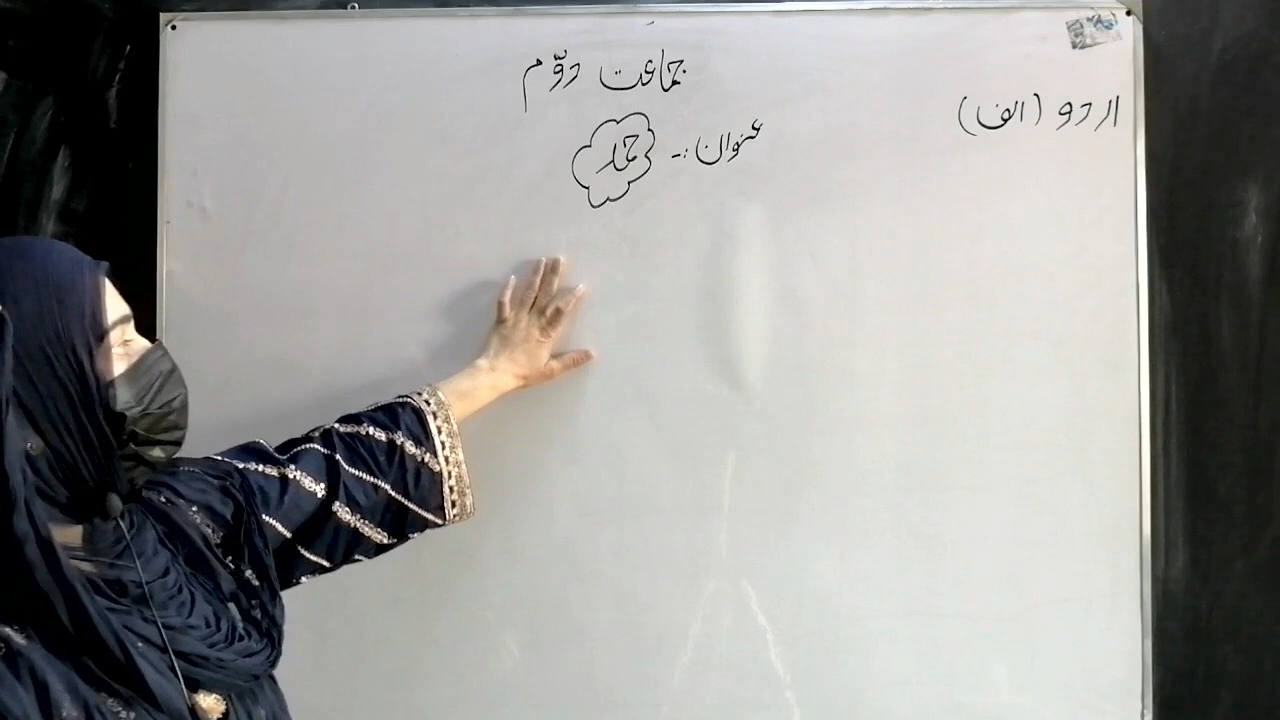 جماعت دوّم
اردو (الف)
عنوان :- حمد